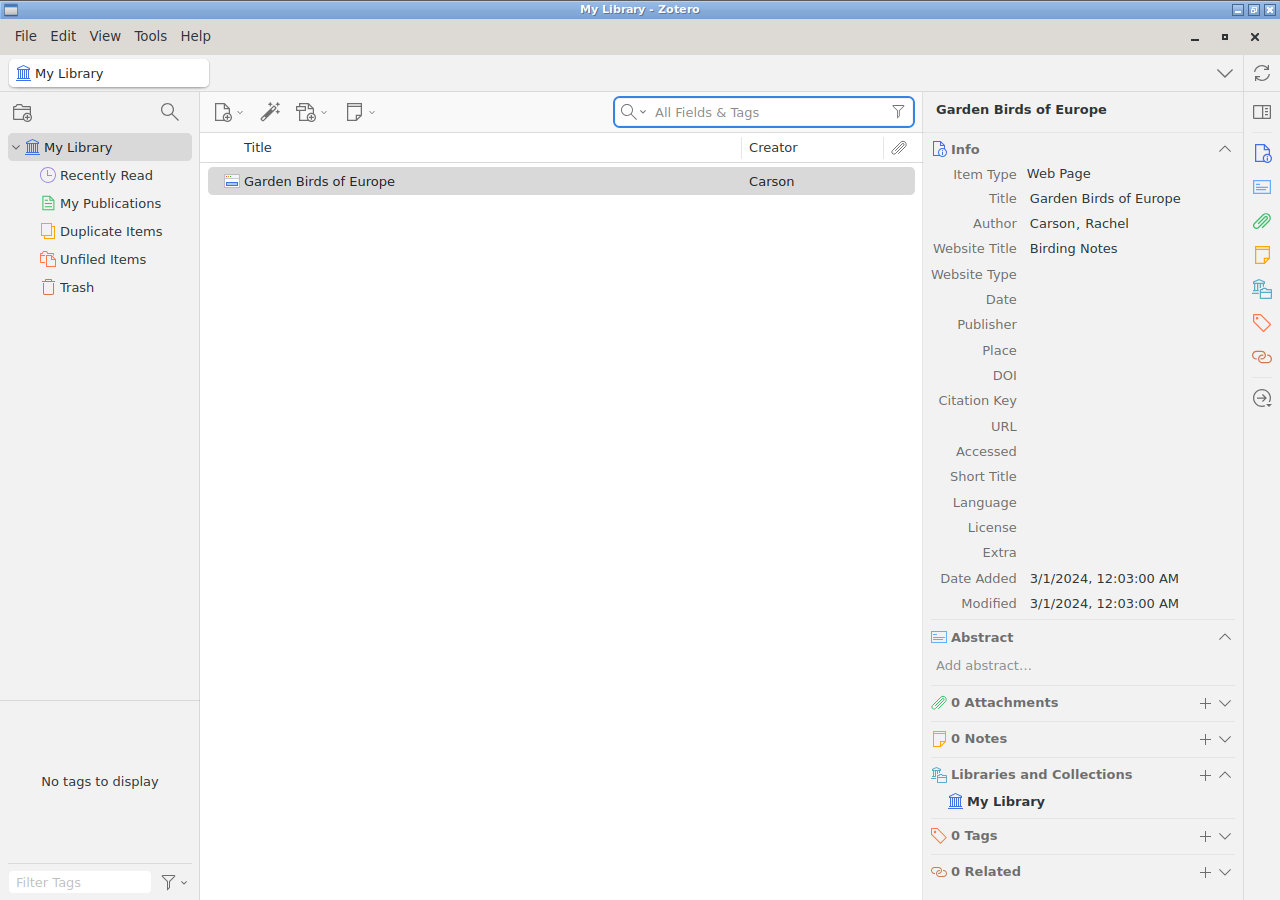 My Library - Zotero
File Edit View Tools Help
My Library
All Fields & Tags
My Library
Recently Read
My Publications
Duplicate Items
Unfiled Items
Trash
No tags to display
Filter Tags
Title Creator
Garden Birds of Europe Carson
Garden Birds of Europe
Info
Item Type Web Page
Title Garden Birds of Europe
Author Carson, Rachel
Website Title Birding Notes
Website Type
Date
Publisher
Place
DOI
Citation Key
URL
Accessed
Short Title
Language
License
Extra
Date Added 3/1/2024, 12:03:00 AM
Modified 3/1/2024, 12:03:00 AM
Abstract
Add abstract...
0 Attachments
0 Notes
Libraries and Collections
My Library
0 Tags
0 Related